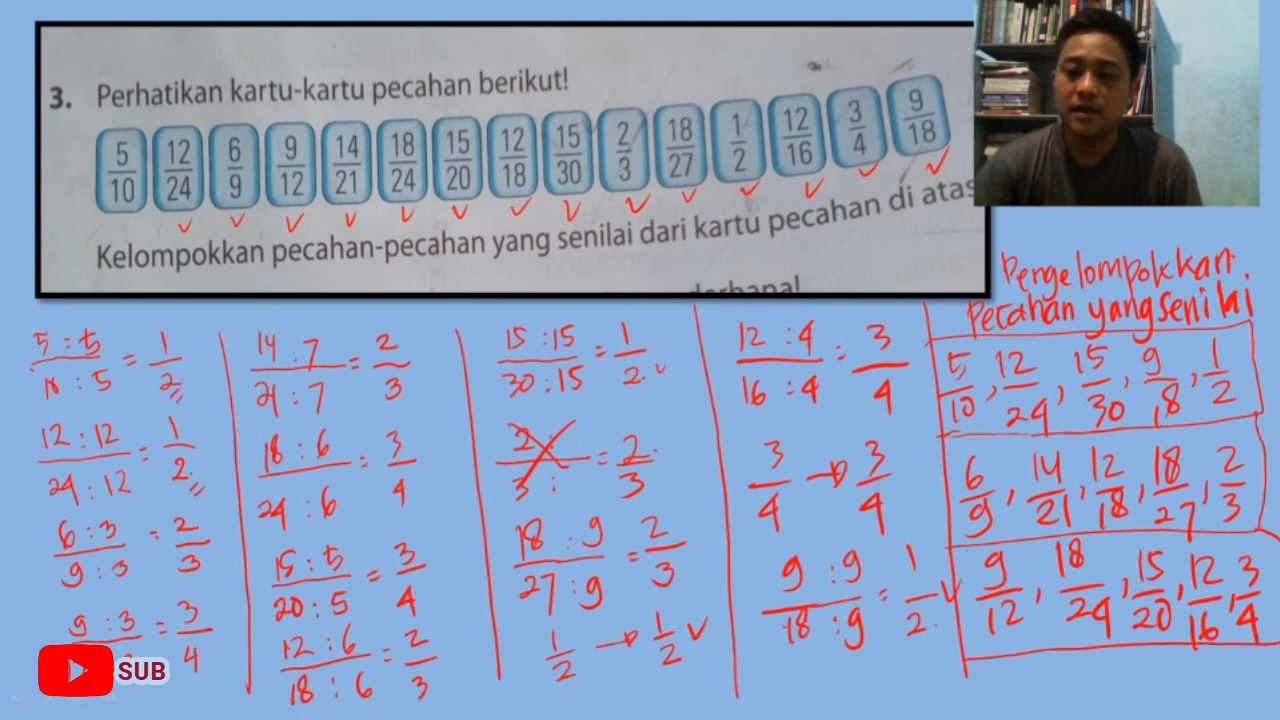 3. Perhatikan kartu-kartu pecahan berikut!
5/10 12/24 6/9 9/12 14/21 18/24 15/20 12/18 15/30 2/3 18/27 1/2 12/16 3/4 9/18
Kelompokkan pecahan-pecahan yang senilai dari kartu pecahan di atas
5 : 5 / 10 : 5 = 1/2
12 : 12 / 24 : 12 = 1/2
6 : 3 / 9 : 3 = 2/3
9 : 3 = 3/4
14 : 7 / 21 : 7 = 2/3
18 : 6 / 24 : 6 = 3/4
15 : 5 / 20 : 5 = 3/4
12 : 6 / 18 : 6 = 2/3
15 : 15 / 30 : 15 = 1/2
2 / 3 : = 2/3
18 : 9 / 27 : 9 = 2/3
1/2 → 1/2
12 : 4 / 16 : 4 = 3/4
3/4 → 3/4
9 : 9 / 18 : 9 = 1/2
Pengelompokkan
Pecahan yang senilai
5/10, 12/24, 15/30, 9/18, 1/2
6/9, 14/21, 12/18, 18/27, 2/3
9/12, 18/24, 15/20, 12/16, 3/4
SUB